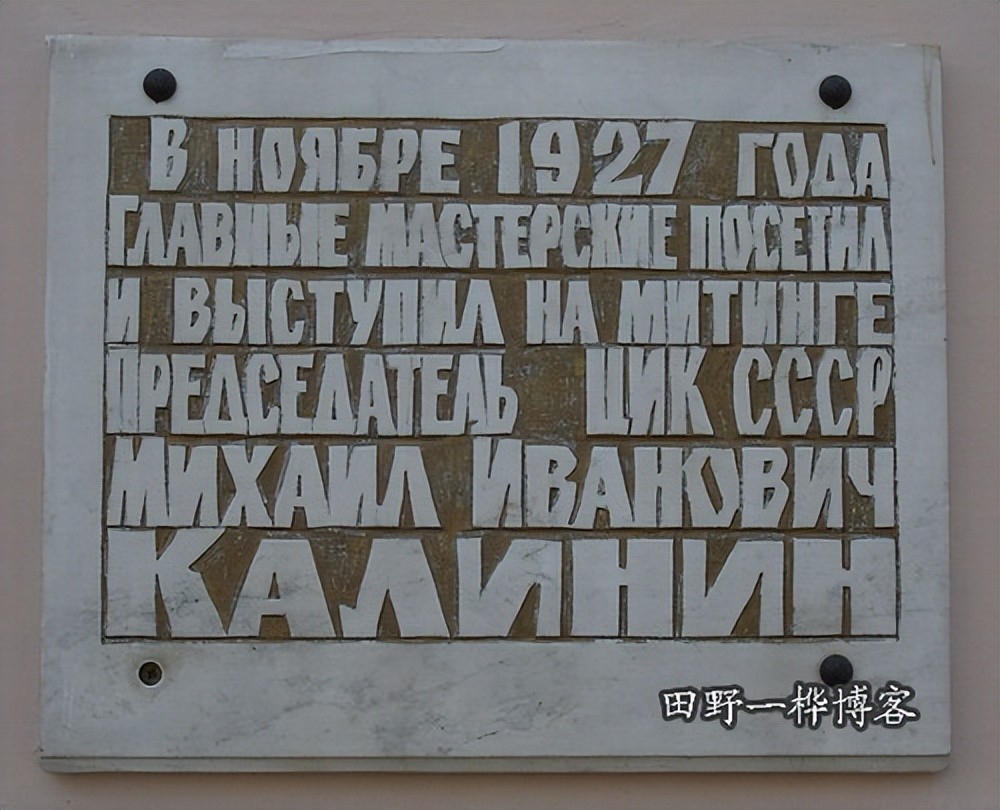 В НОЯБРЕ 1927 ГОДА
ГЛАВНЫЕ МАСТЕРСКИЕ ПОСЕТИЛ
И ВЫСТУПИЛ НА МИТИНГЕ
ПРЕДСЕДАТЕЛЬ ЦИК СССР
МИХАИЛ ИВАНОВИЧ
КАЛИНИН
田野一桦博客